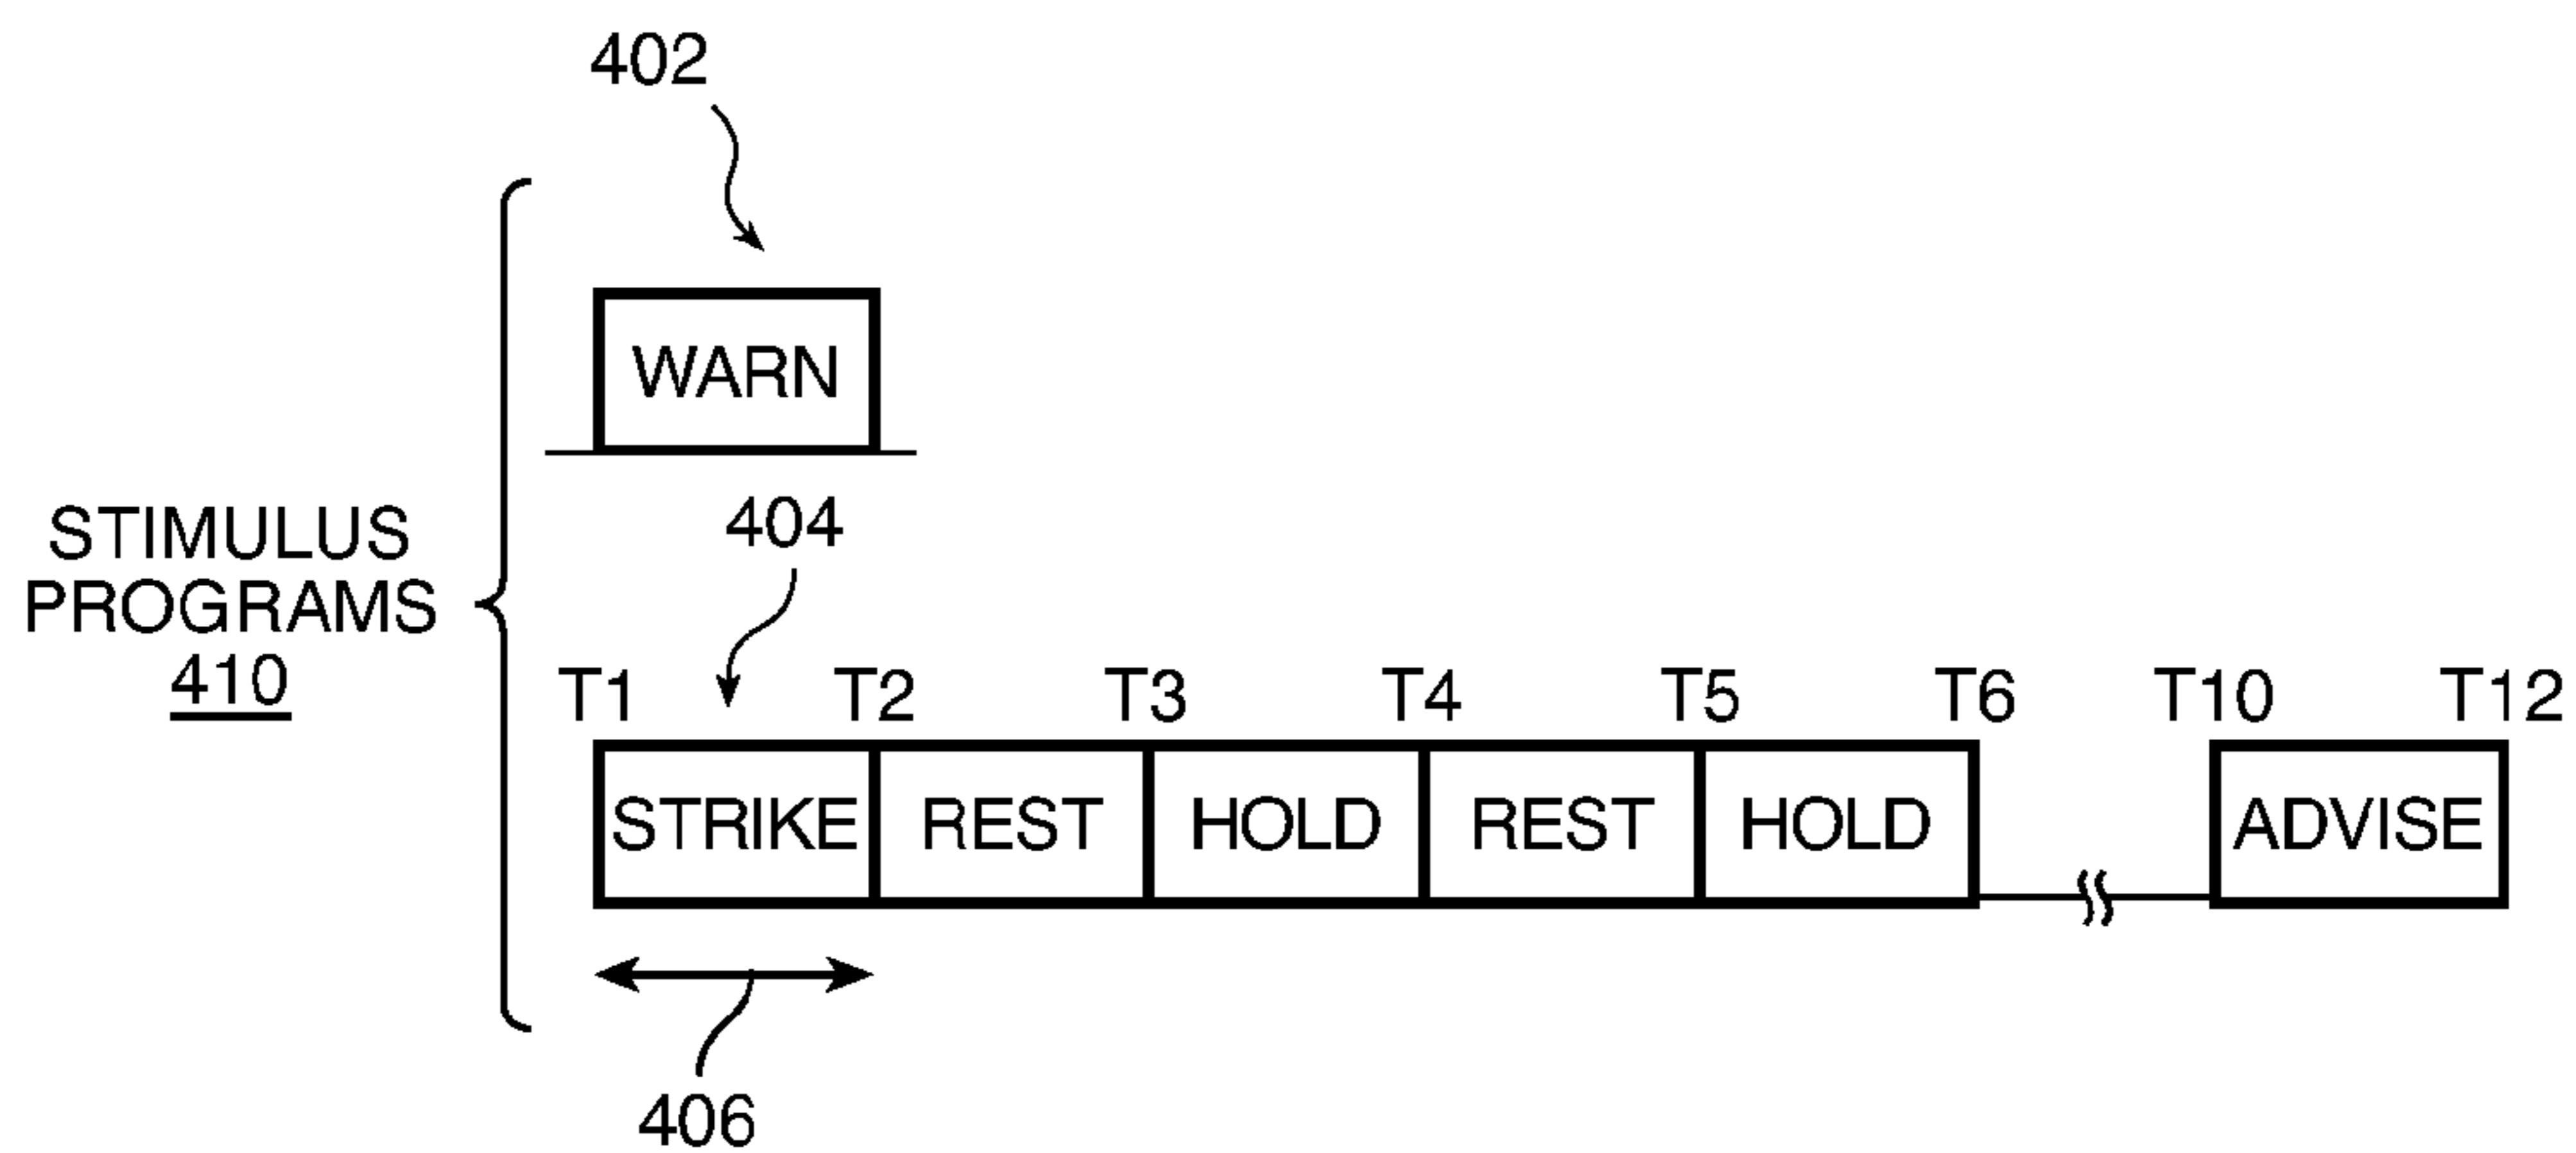 402
WARN
404
STIMULUS
PROGRAMS
410
T1 T2 T3 T4 T5 T6 T10 T12
STRIKE REST HOLD REST HOLD ADVISE
406